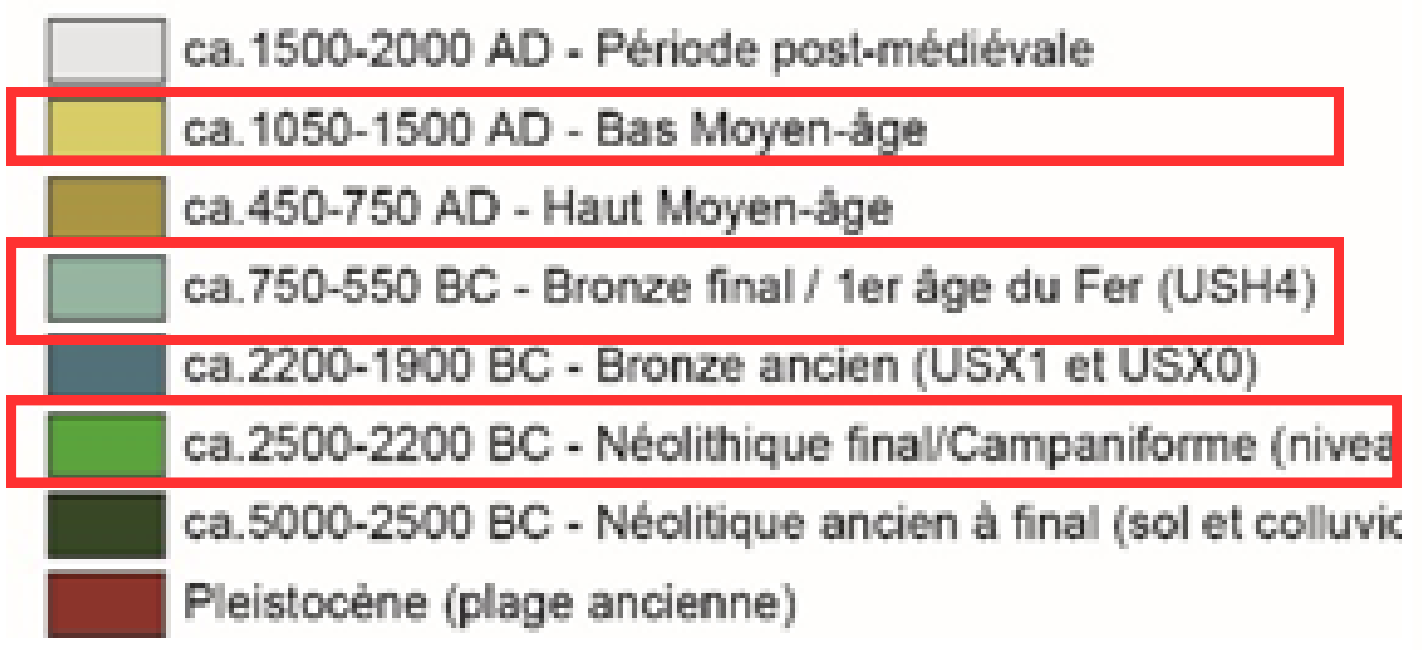 ca.1500-2000 AD - Période post-médiévale
ca.1050-1500 AD - Bas Moyen-âge
ca.450-750 AD - Haut Moyen-âge
ca.750-550 BC - Bronze final / 1er âge du Fer (USH4)
ca.2200-1900 BC - Bronze ancien (USX1 et USX0)
ca.2500-2200 BC - Néolithique final/Campaniforme (nivea
ca.5000-2500 BC - Néolitique ancien à final (sol et colluvic
Pleistocène (plage ancienne)